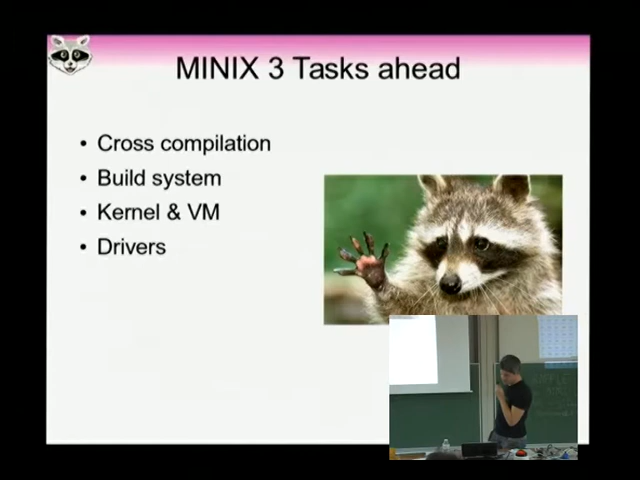 MINIX 3 Tasks ahead
• Cross compilation
• Build system
• Kernel & VM
• Drivers